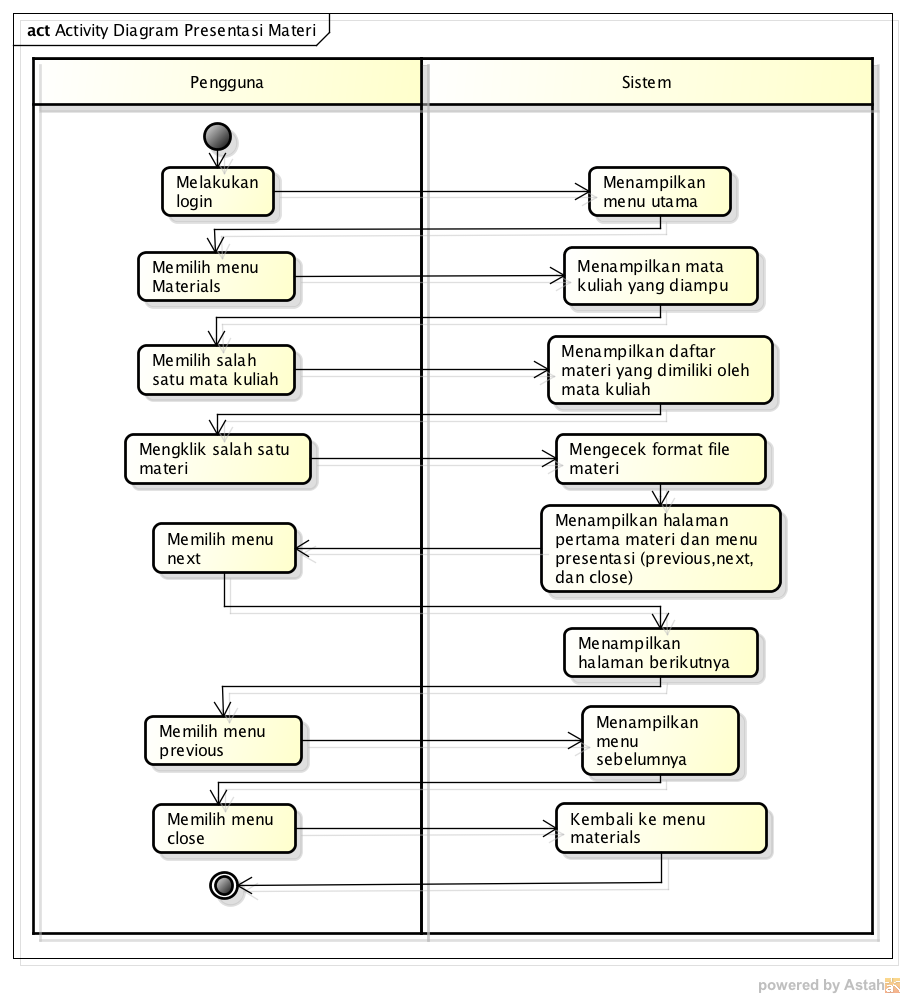 act Activity Diagram Presentasi Materi
Pengguna
Sistem
Melakukan
login
Menampilkan
menu utama
Memilih menu
Materials
Menampilkan mata
kuliah yang diampu
Memilih salah
satu mata kuliah
Menampilkan daftar
materi yang dimiliki oleh
mata kuliah
Mengklik salah satu
materi
Mengecek format file
materi
Menampilkan halaman
pertama materi dan menu
presentasi (previous,next,
dan close)
Memilih menu
next
Menampilkan
halaman berikutnya
Memilih menu
previous
Menampilkan
menu
sebelumnya
Memilih menu
close
Kembali ke menu
materials
powered by Astah